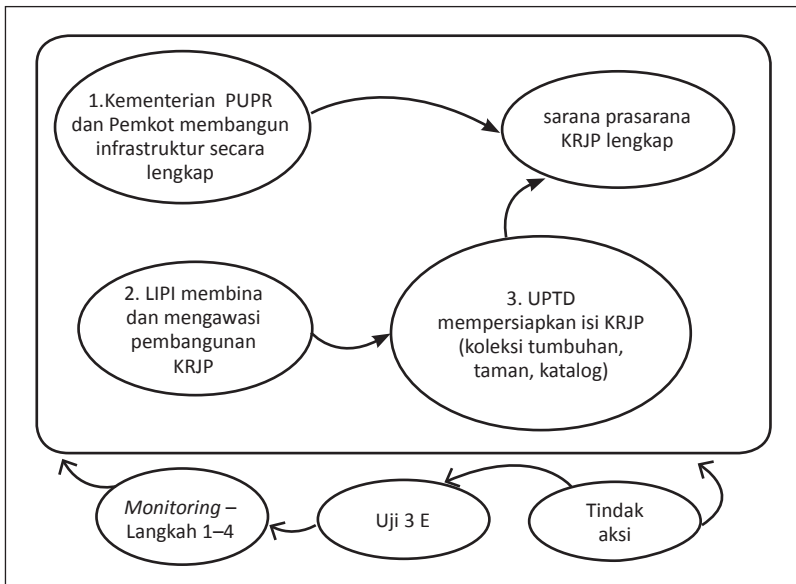 1.Kementerian PUPR
dan Pemkot membangun
infrastruktur secara
lengkap
sarana prasarana
KRJP lengkap
2. LIPI membina
dan mengawasi
pembangunan
KRJP
3. UPTD
mempersiapkan isi KRJP
(koleksi tumbuhan,
taman, katalog)
Monitoring –
Langkah 1–4
Uji 3 E
Tindak
aksi